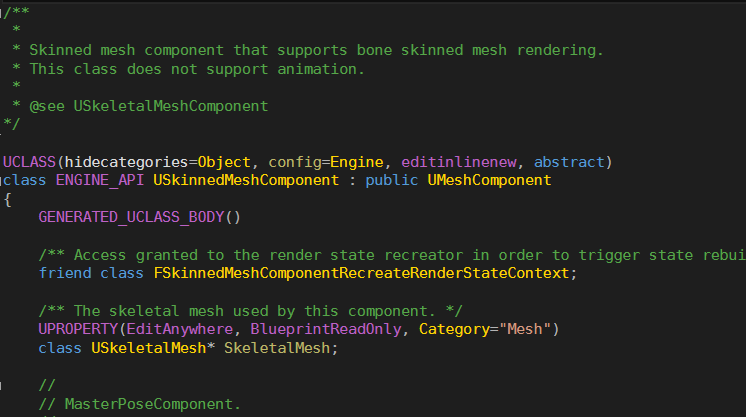 /**
 *
 * Skinned mesh component that supports bone skinned mesh rendering.
 * This class does not support animation.
 *
 * @see USkeletalMeshComponent
*/
UCLASS(hidecategories=Object, config=Engine, editinlinenew, abstract)
class ENGINE_API USkinnedMeshComponent : public UMeshComponent
{
    GENERATED_UCLASS_BODY()
    /** Access granted to the render state recreator in order to trigger state rebui
    friend class FSkinnedMeshComponentRecreateRenderStateContext;
    /** The skeletal mesh used by this component. */
    UPROPERTY(EditAnywhere, BlueprintReadOnly, Category="Mesh")
    class USkeletalMesh* SkeletalMesh;
    //
    // MasterPoseComponent.